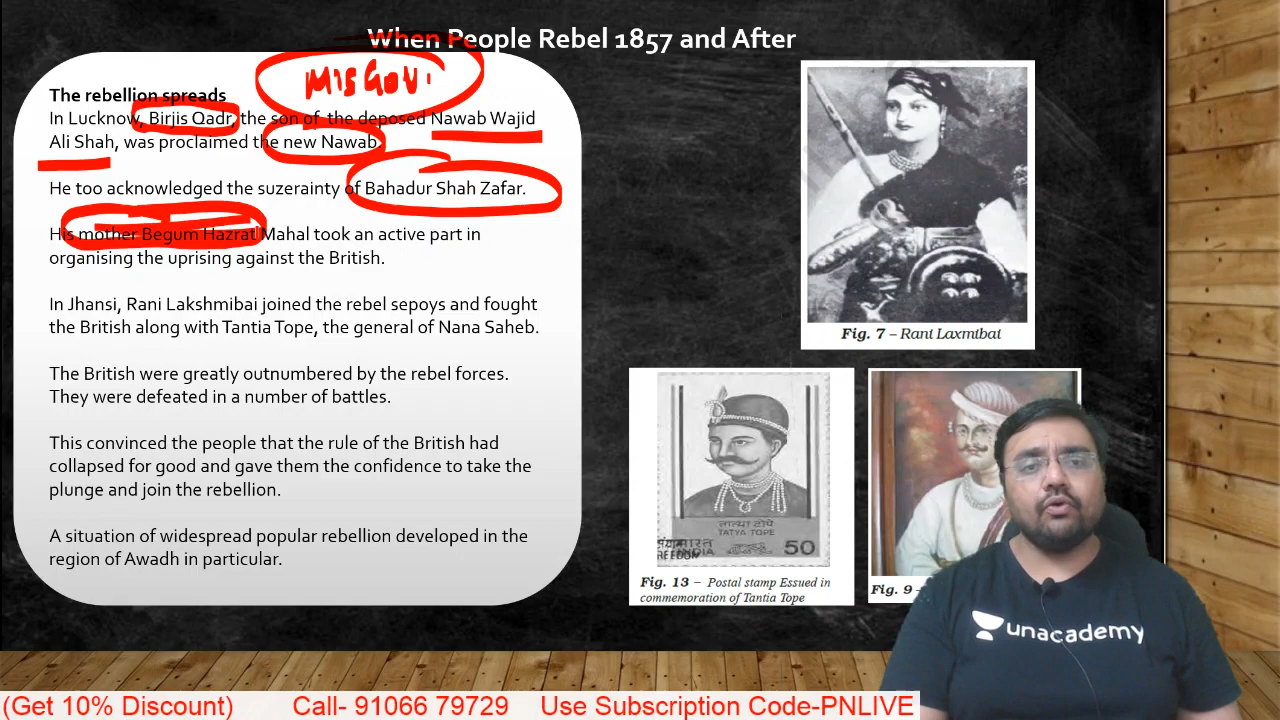 When People Rebel 1857 and After
MISGOV
The rebellion spreads
In Lucknow, Birjis Qadr, the son of the deposed Nawab Wajid
Ali Shah, was proclaimed the new Nawab.
He too acknowledged the suzerainty of Bahadur Shah Zafar.
His mother Begum Hazrat Mahal took an active part in
organising the uprising against the British.
In Jhansi, Rani Lakshmibai joined the rebel sepoys and fought
the British along with Tantia Tope, the general of Nana Saheb.
The British were greatly outnumbered by the rebel forces.
They were defeated in a number of battles.
This convinced the people that the rule of the British had
collapsed for good and gave them the confidence to take the
plunge and join the rebellion.
A situation of widespread popular rebellion developed in the
region of Awadh in particular.
Fig. 7 – Rani Laxmibai
तात्या टोपे
TATYA TOPE
भारत
INDIA
50
Fig. 13 – Postal stamp Essued in
commemoration of Tantia Tope
Fig. 9 –
unacademy
(Get 10% Discount) Call- 91066 79729 Use Subscription Code-PNLIVE